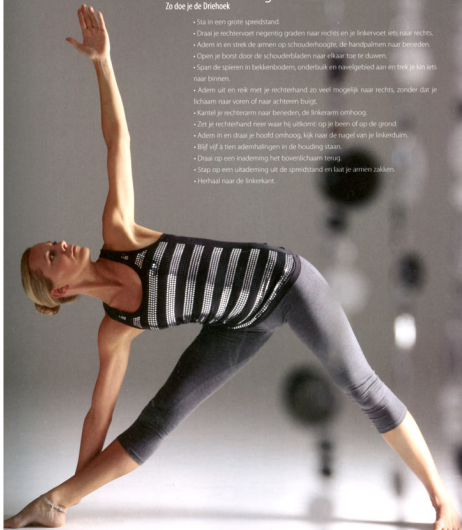 Zo doe je de Driehoek
• Sta in een grote spreidstand.
• Draai je rechtervoet negentig graden naar rechts en je linkervoet iets naar rechts.
• Adem in en strek de armen op schouderhoogte, de handpalmen naar beneden.
• Open je borst door de schouderbladen naar elkaar toe te duwen.
• Span de spieren in bekkenbodem, onderbuik en navelgebied aan en trek je kin iets
naar binnen.
• Adem uit en reik met je rechterhand zo veel mogelijk naar rechts, zonder dat je
lichaam naar voren of naar achteren buigt.
• Kantel je rechterarm naar beneden, de linkerarm omhoog.
• Zet je rechterhand neer waar hij uitkomt: op je been of op de grond.
• Adem in en draai je hoofd omhoog, kijk naar de nagel van je linkerduim.
• Blijf vijf à tien ademhalingen in de houding staan.
• Draai op een inademing het bovenlichaam terug.
• Stap op een uitademing uit de spreidstand en laat je armen zakken.
• Herhaal naar de linkerkant.